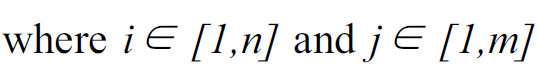 where i ∈ [1,n] and j ∈ [1,m]